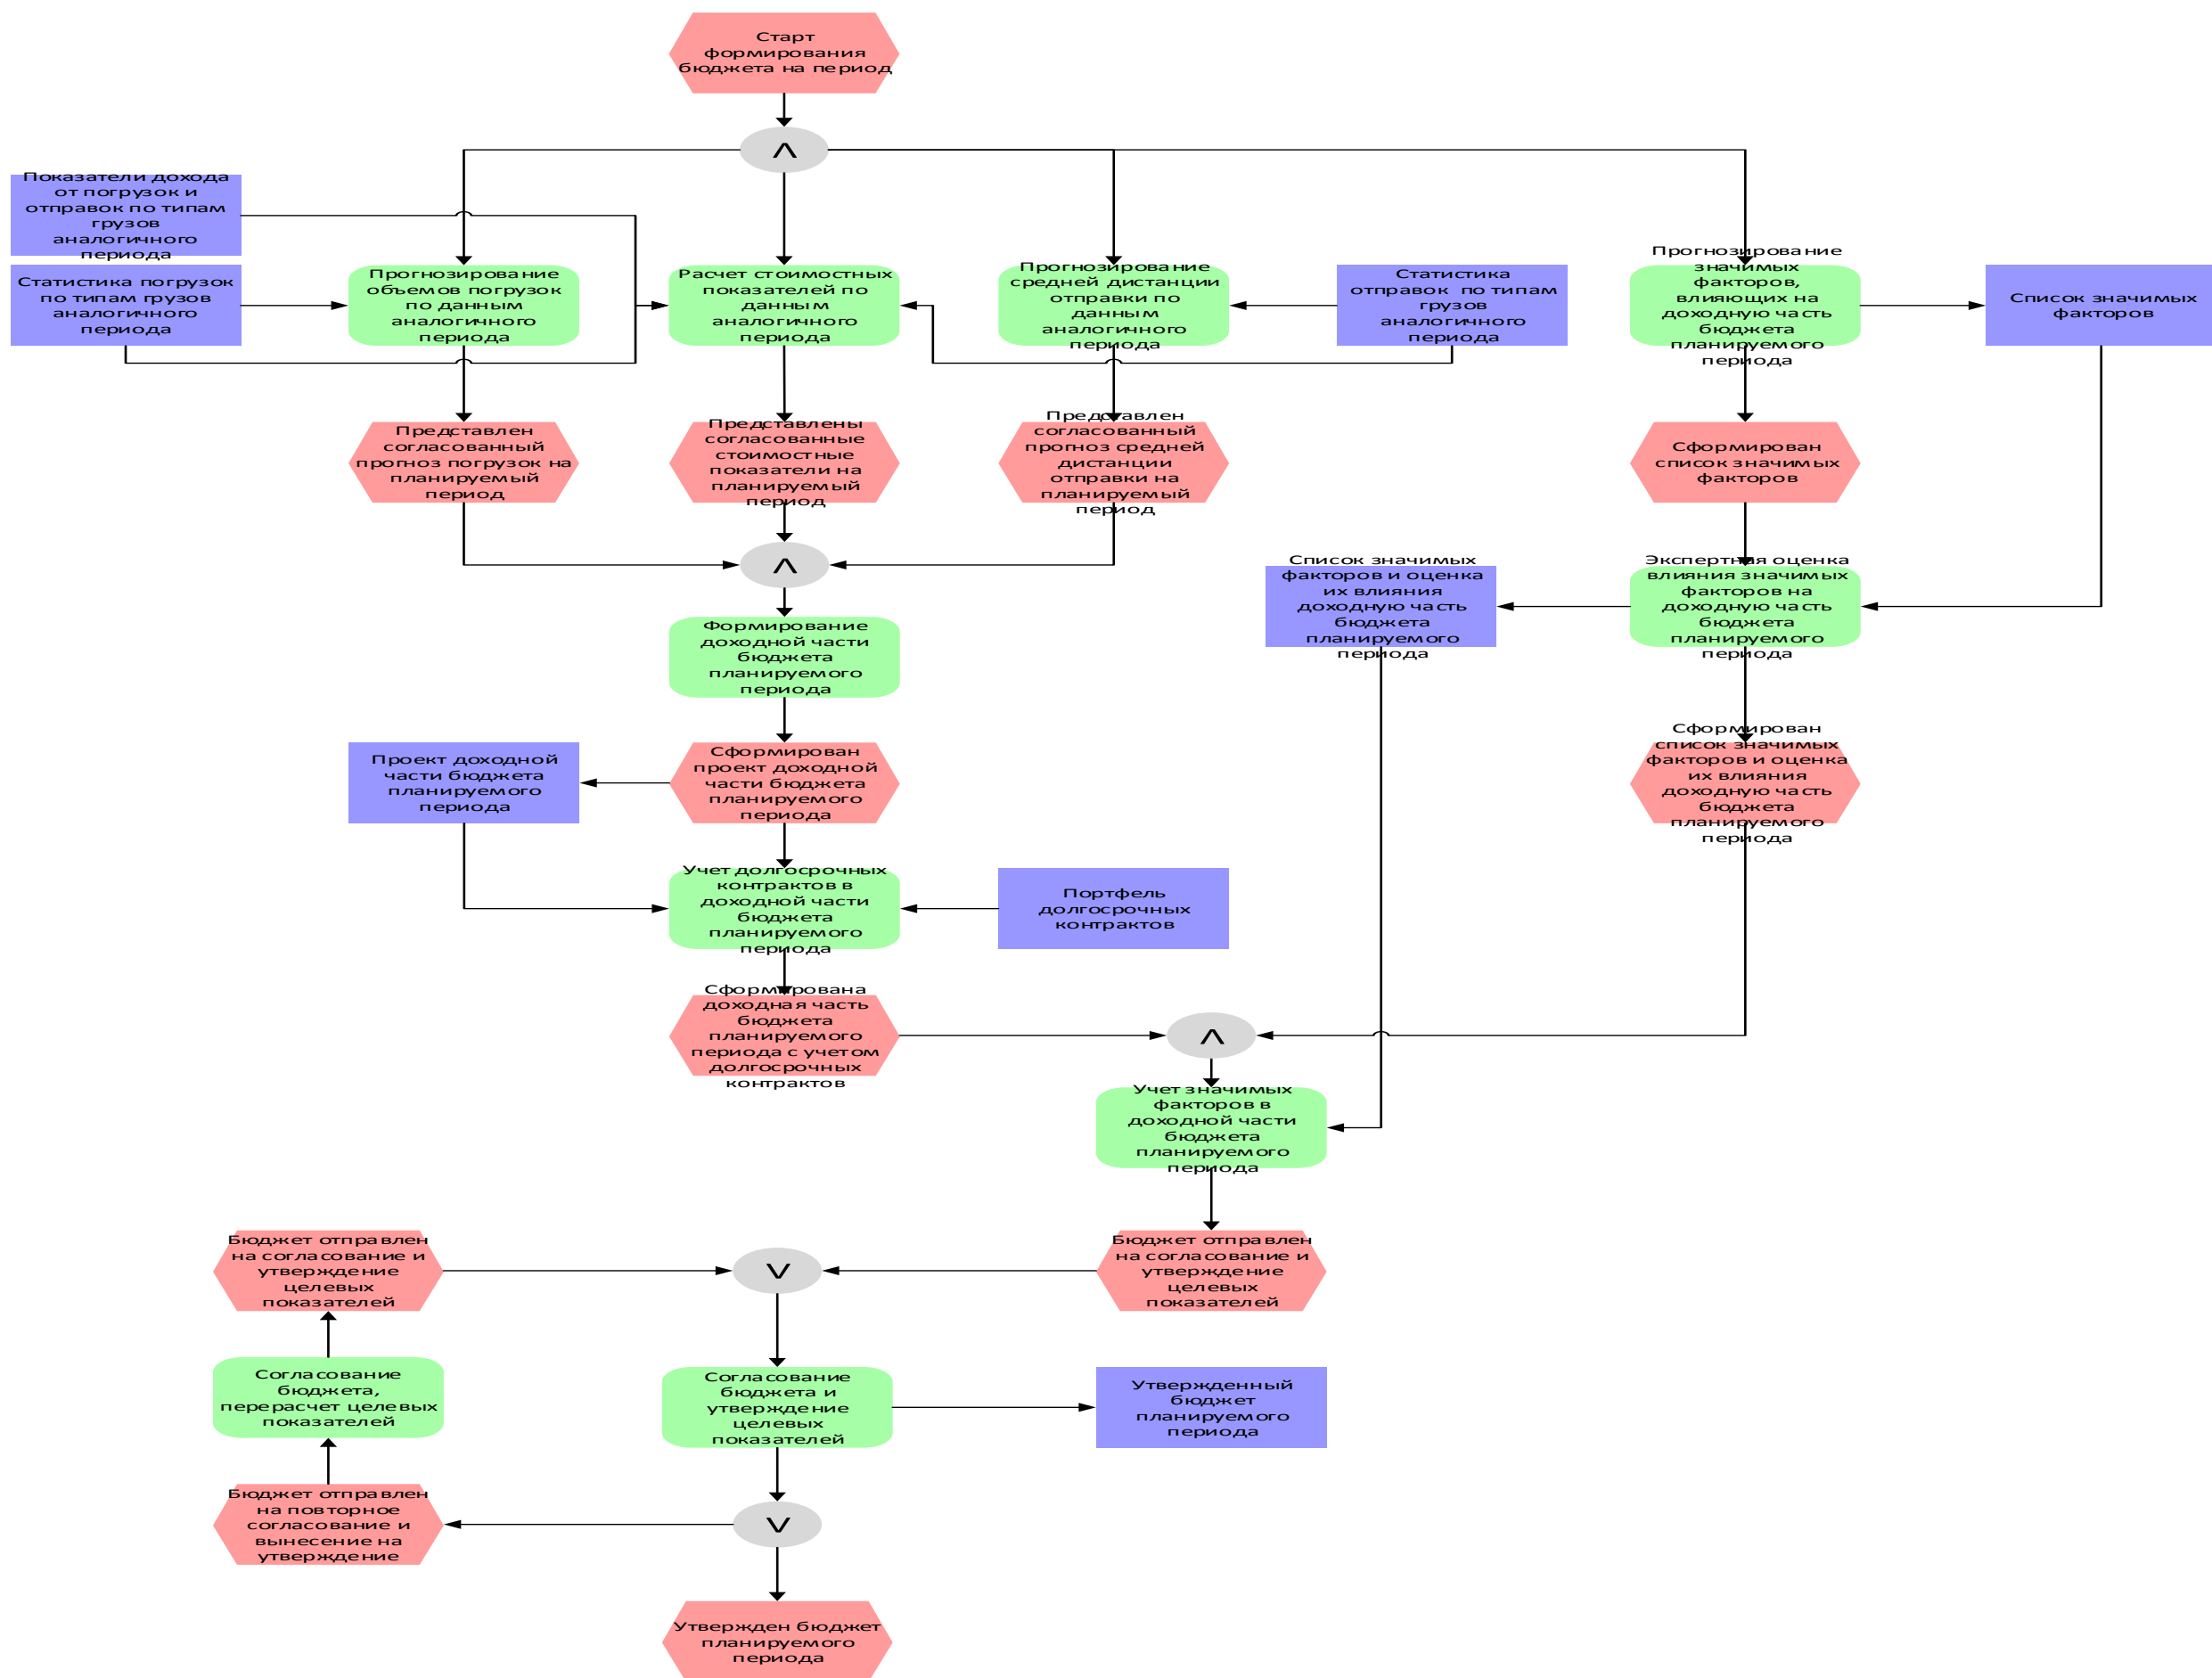 Старт
формирования
бюджета на период
Λ
Показатели дохода
от погрузок и
отправок по типам
грузов
аналогичного
периода
Статистика погрузок
по типам грузов
аналогичного
периода
Прогнозирование
объемов погрузок
по данным
аналогичного
периода
Расчет стоимостных
показателей по
данным
аналогичного
периода
Прогнозирование
средней дистанции
отправки по
данным
аналогичного
периода
Статистика
отправок по типам
грузов
аналогичного
периода
Прогнозирование
значимых
факторов,
влияющих на
доходную часть
бюджета
планируемого
периода
Список значимых
факторов
Представлен
согласованный
прогноз погрузок на
планируемый
период
Представлены
согласованные
стоимостные
показатели на
планируемый
период
Представлен
согласованный
прогноз средней
дистанции
отправки на
планируемый
период
Сформирован
список значимых
факторов
Λ
Список значимых
факторов и оценка
их влияния
доходную часть
бюджета
планируемого
периода
Экспертная оценка
влияния значимых
факторов на
доходную часть
бюджета
планируемого
периода
Формирование
доходной части
бюджета
планируемого
периода
Проект доходной
части бюджета
планируемого
периода
Сформирован
проект доходной
части бюджета
планируемого
периода
Сформирован
список значимых
факторов и оценка
их влияния
доходную часть
бюджета
планируемого
периода
Учет долгосрочных
контрактов в
доходной части
бюджета
планируемого
периода
Портфель
долгосрочных
контрактов
Сформирована
доходная часть
бюджета
планируемого
периода с учетом
долгосрочных
контрактов
Λ
Учет значимых
факторов в
доходной части
бюджета
планируемого
периода
Бюджет отправлен
на согласование и
утверждение
целевых
показателей
V
Бюджет отправлен
на согласование и
утверждение
целевых
показателей
Согласование
бюджета,
перерасчет целевых
показателей
Согласование
бюджета и
утверждение
целевых
показателей
Утвержденный
бюджет
планируемого
периода
Бюджет отправлен
на повторное
согласование и
вынесение на
утверждение
V
Утвержден бюджет
планируемого
периода